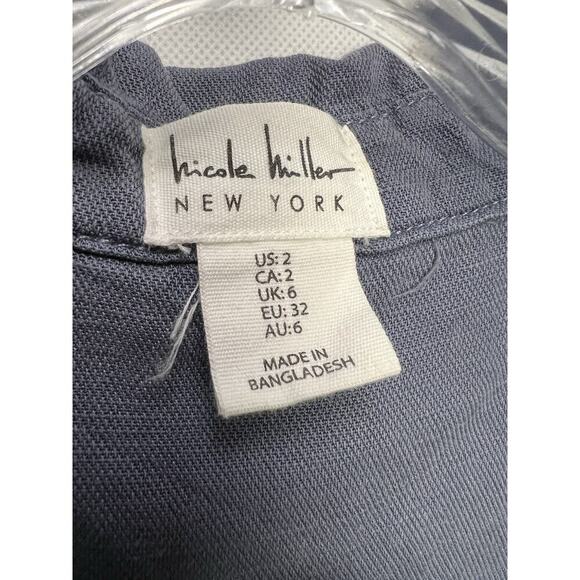 nicole miller
NEW YORK
US: 2
CA: 2
UK: 6
EU: 32
AU: 6
MADE IN
BANGLADESH